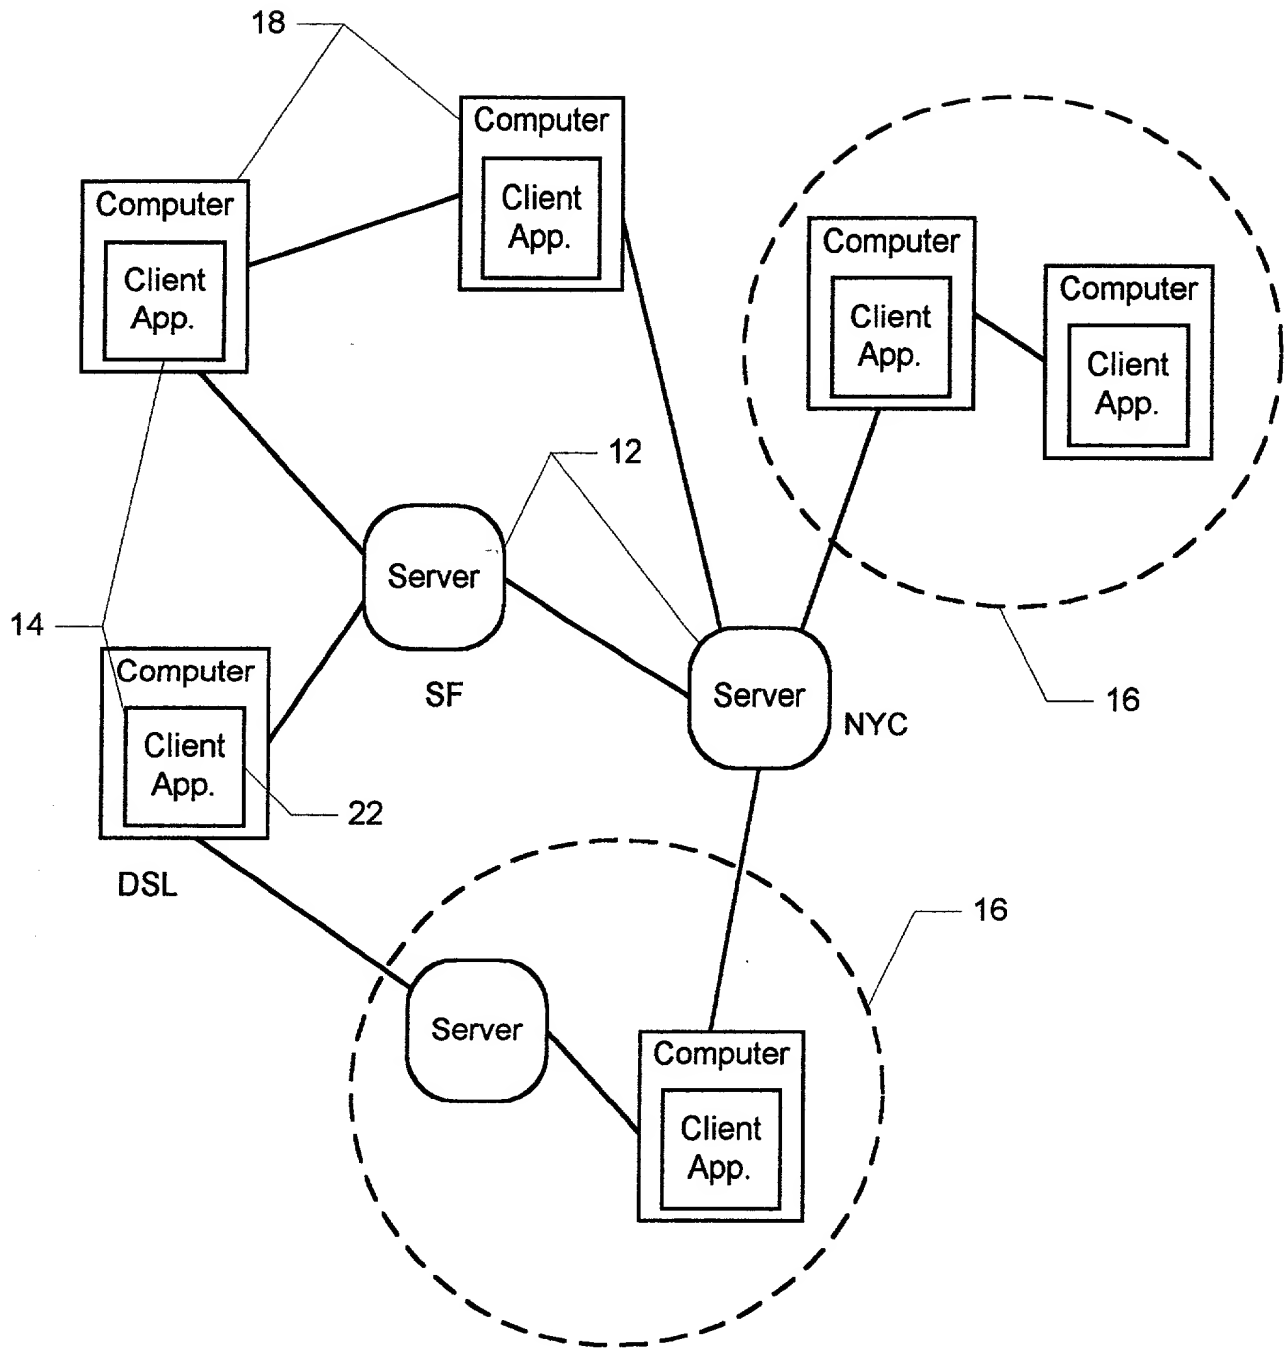 18
Computer
Client
App.
Computer
Client
App.
Computer
Client
App.
Computer
Client
App.
12
Server
SF
14
Computer
Client
App.
22
DSL
Server
NYC
16
16
Server
Computer
Client
App.